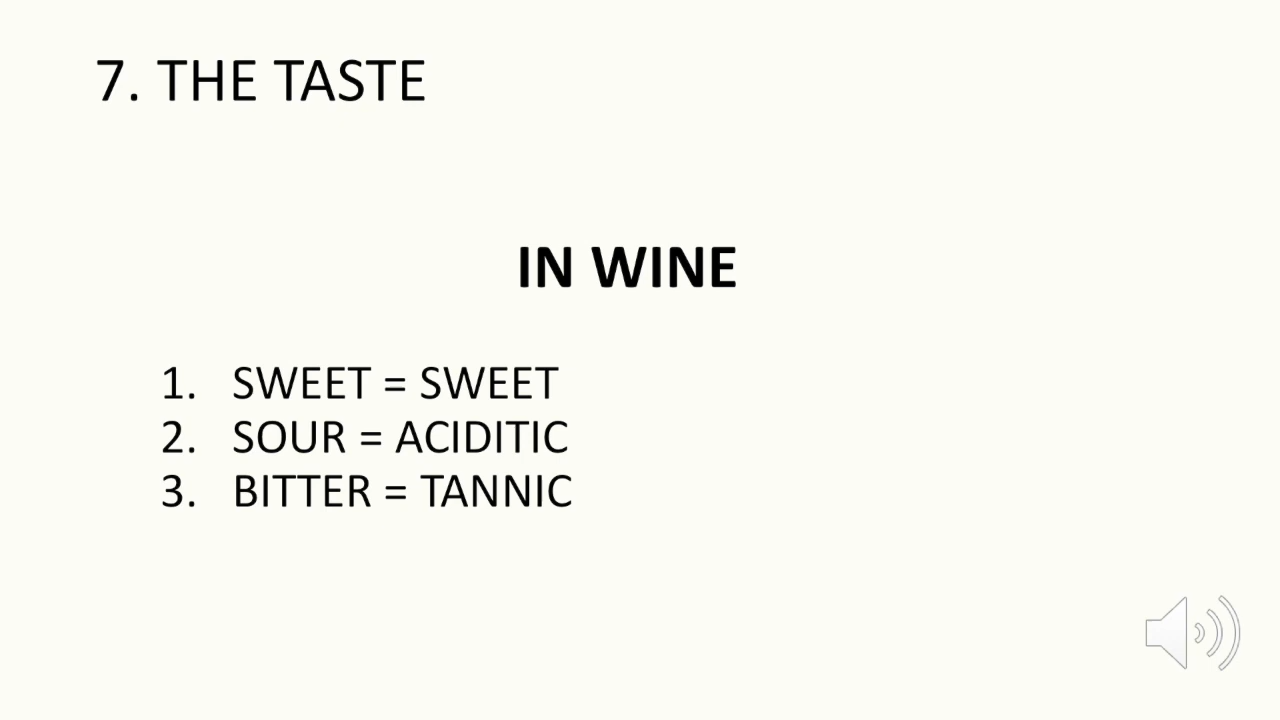 7. THE TASTE
IN WINE
1. SWEET = SWEET
2. SOUR = ACIDITIC
3. BITTER = TANNIC